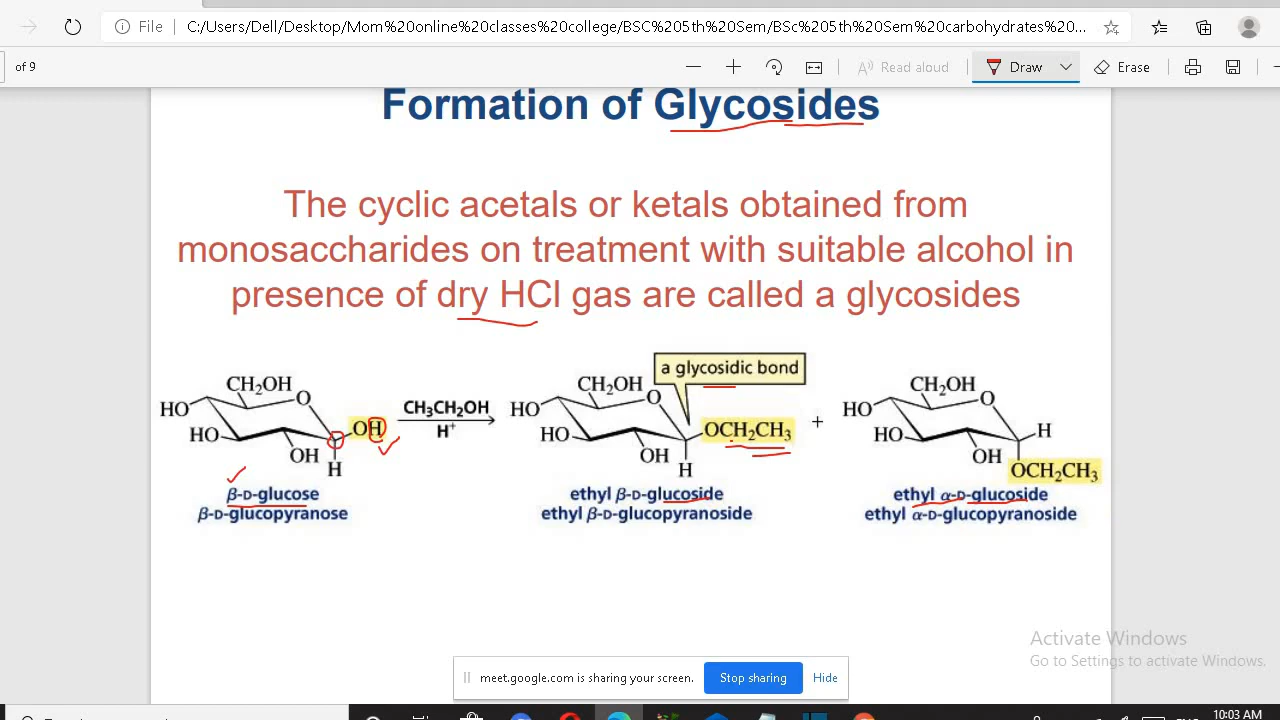 File
C:/Users/Dell/Desktop/Mom%20online%20classes%20college/BSC%205th%20Sem/BSc%205th%20Sem%20carbohydrates%20...
of 9
Read aloud
Draw
Erase
Formation of Glycosides
The cyclic acetals or ketals obtained from
monosaccharides on treatment with suitable alcohol in
presence of dry HCl gas are called a glycosides
a glycosidic bond
CH₂OH O
HO
HO
OH
H
OH
CH₃CH₂OH
H⁺
CH₂OH O
HO
HO
OH
H
OCH₂CH₃
+
CH₂OH O
HO
HO
OH
H
OCH₂CH₃
β-D-glucose
β-D-glucopyranose
ethyl β-D-glucoside
ethyl β-D-glucopyranoside
ethyl α-D-glucoside
ethyl α-D-glucopyranoside
Activate Windows
Go to Settings to activate Windows.
meet.google.com is sharing your screen.
Stop sharing
Hide
10:03 AM